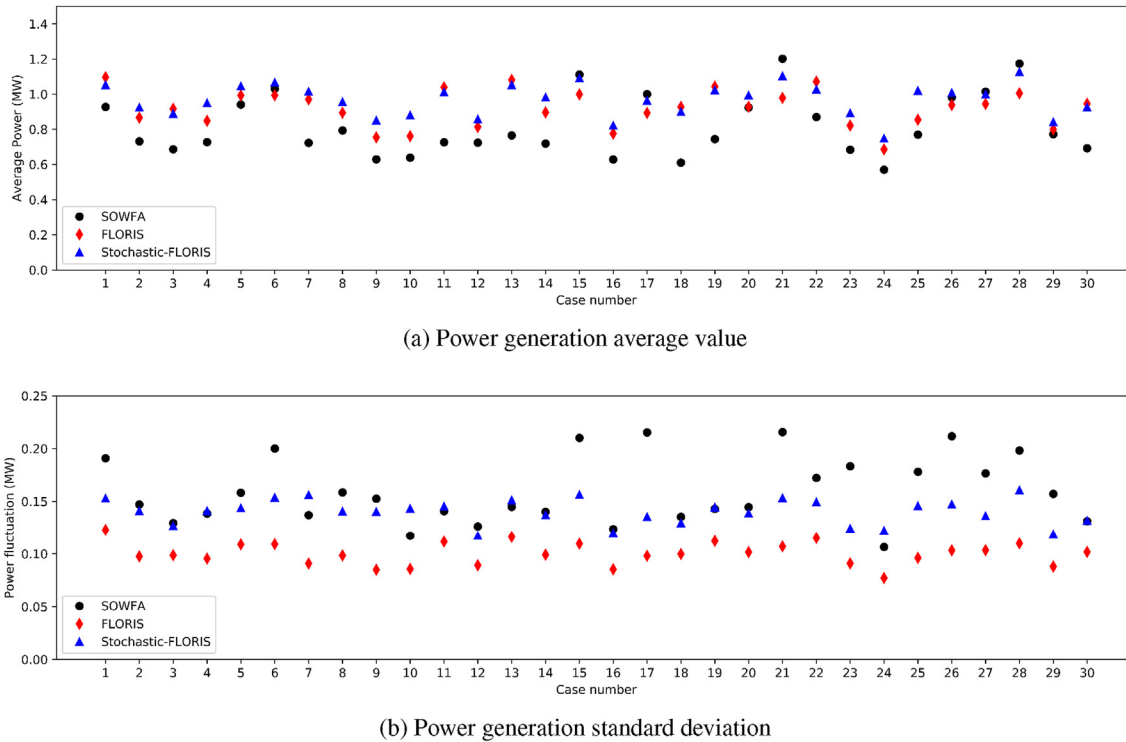 1.4
1.2
1.0
0.8
0.6
0.4
0.2
0.0
Average Power (MW)
SOWFA
FLORIS
Stochastic-FLORIS
1 2 3 4 5 6 7 8 9 10 11 12 13 14 15 16 17 18 19 20 21 22 23 24 25 26 27 28 29 30
Case number
(a) Power generation average value
0.25
0.20
0.15
0.10
0.05
0.00
Power fluctuation (MW)
SOWFA
FLORIS
Stochastic-FLORIS
1 2 3 4 5 6 7 8 9 10 11 12 13 14 15 16 17 18 19 20 21 22 23 24 25 26 27 28 29 30
Case number
(b) Power generation standard deviation